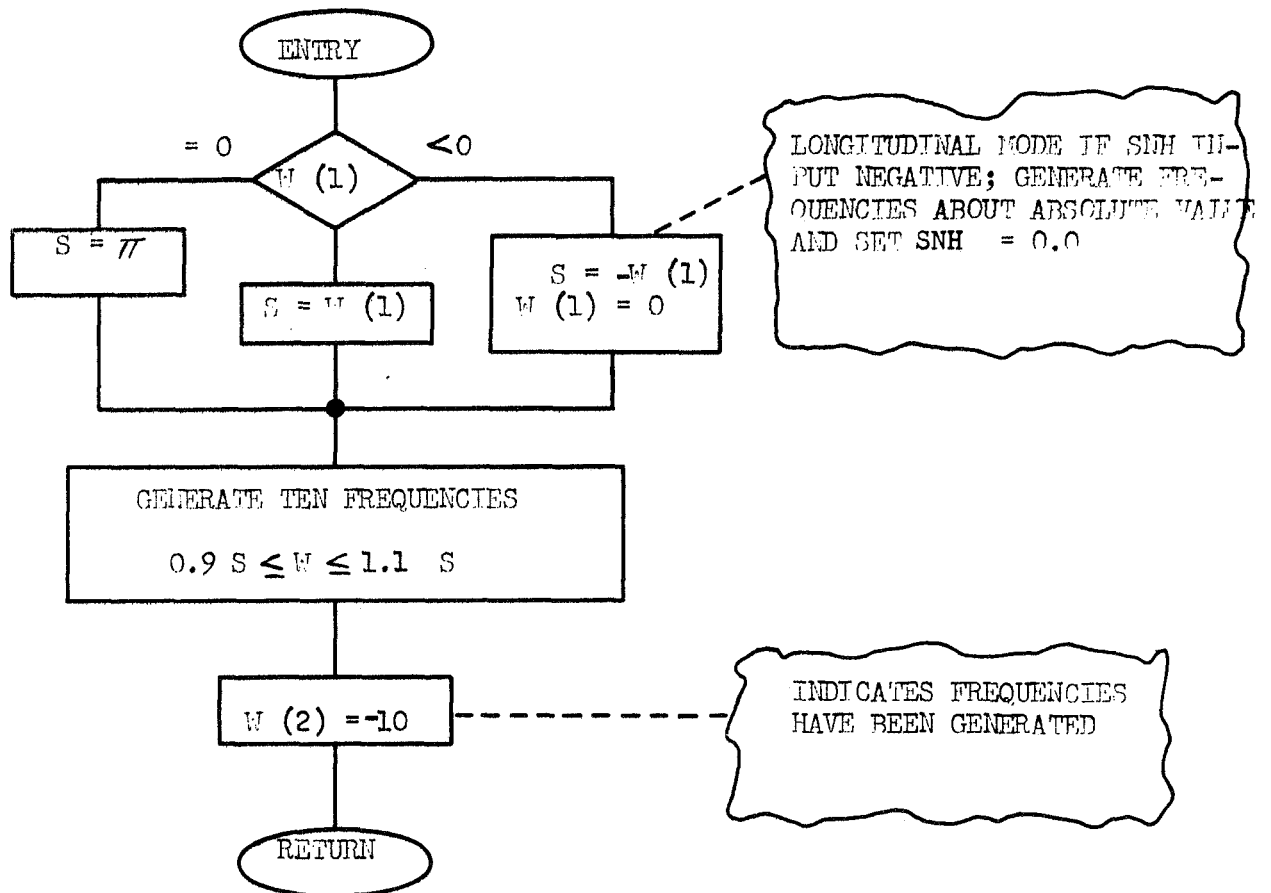 ENTRY
= 0
<0
W (1)
LONGITUDINAL MODE IF SNH IN-
PUT NEGATIVE; GENERATE FRE-
QUENCIES ABOUT ABSOLUTE VALUE
AND SET SNH = 0.0
S = π
S = W (1)
S = -W (1)
W (1) = 0
GENERATE TEN FREQUENCIES
0.9 S ≤ W ≤ 1.1 S
W (2) =-10
INDICATES FREQUENCIES
HAVE BEEN GENERATED
RETURN